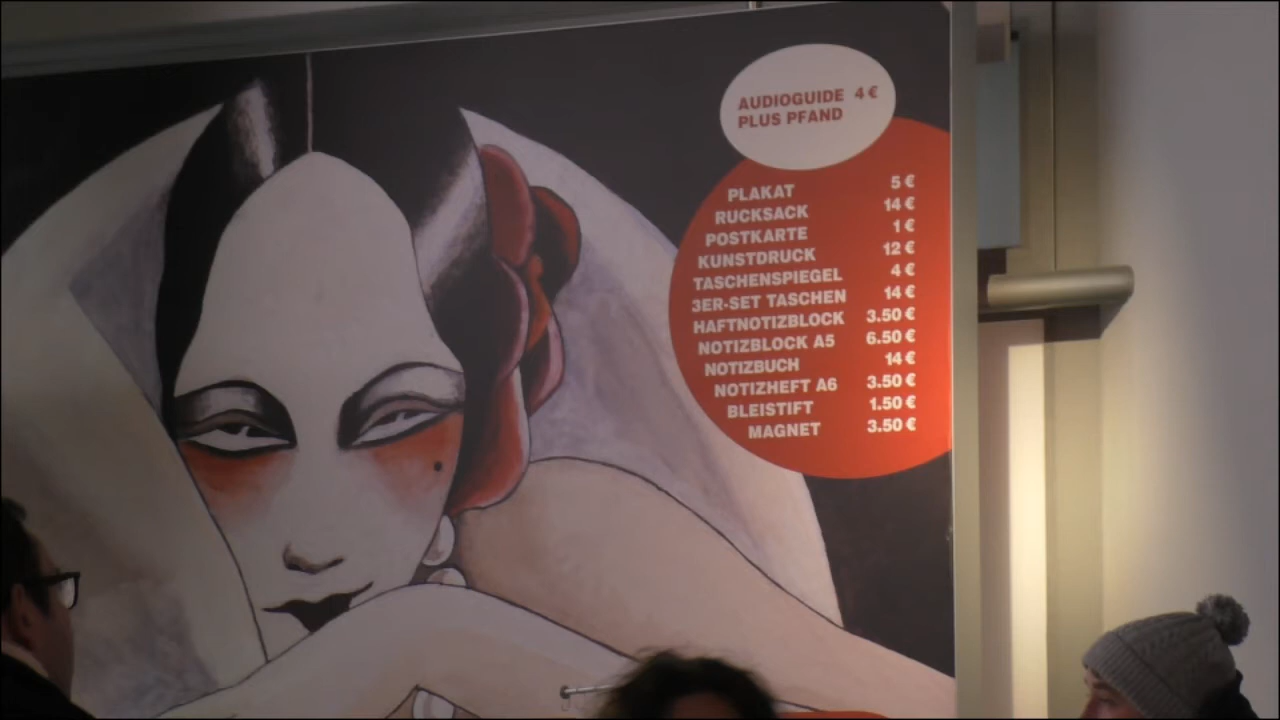 AUDIOGUIDE 4 €
PLUS PFAND
PLAKAT 5 €
RUCKSACK 14 €
POSTKARTE 1 €
KUNSTDRUCK 12 €
TASCHENSPIEGEL 4 €
3ER-SET TASCHEN 14 €
HAFTNOTIZBLOCK 3.50 €
NOTIZBLOCK A5 6.50 €
NOTIZBUCH 14 €
NOTIZHEFT A6 3.50 €
BLEISTIFT 1.50 €
MAGNET 3.50 €